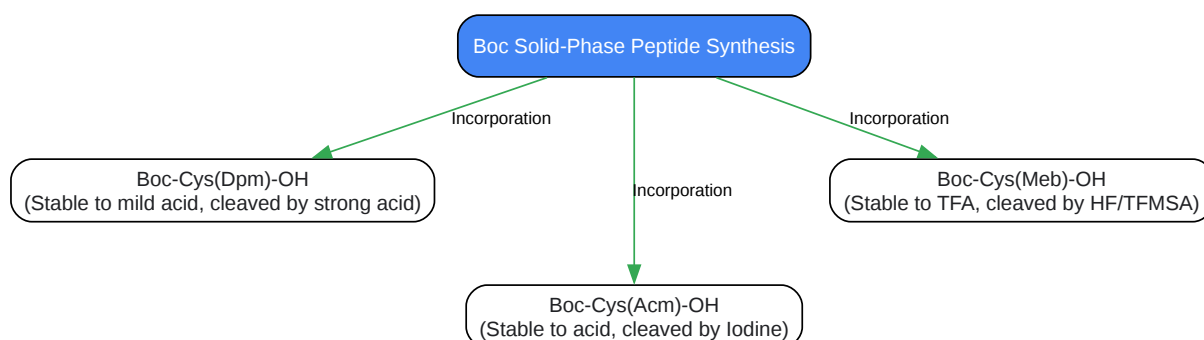 Boc Solid-Phase Peptide Synthesis
Incorporation
Incorporation
Incorporation
Boc-Cys(Dpm)-OH
(Stable to mild acid, cleaved by strong acid)
Boc-Cys(Meb)-OH
(Stable to TFA, cleaved by HF/TFMSA)
Boc-Cys(Acm)-OH
(Stable to acid, cleaved by Iodine)